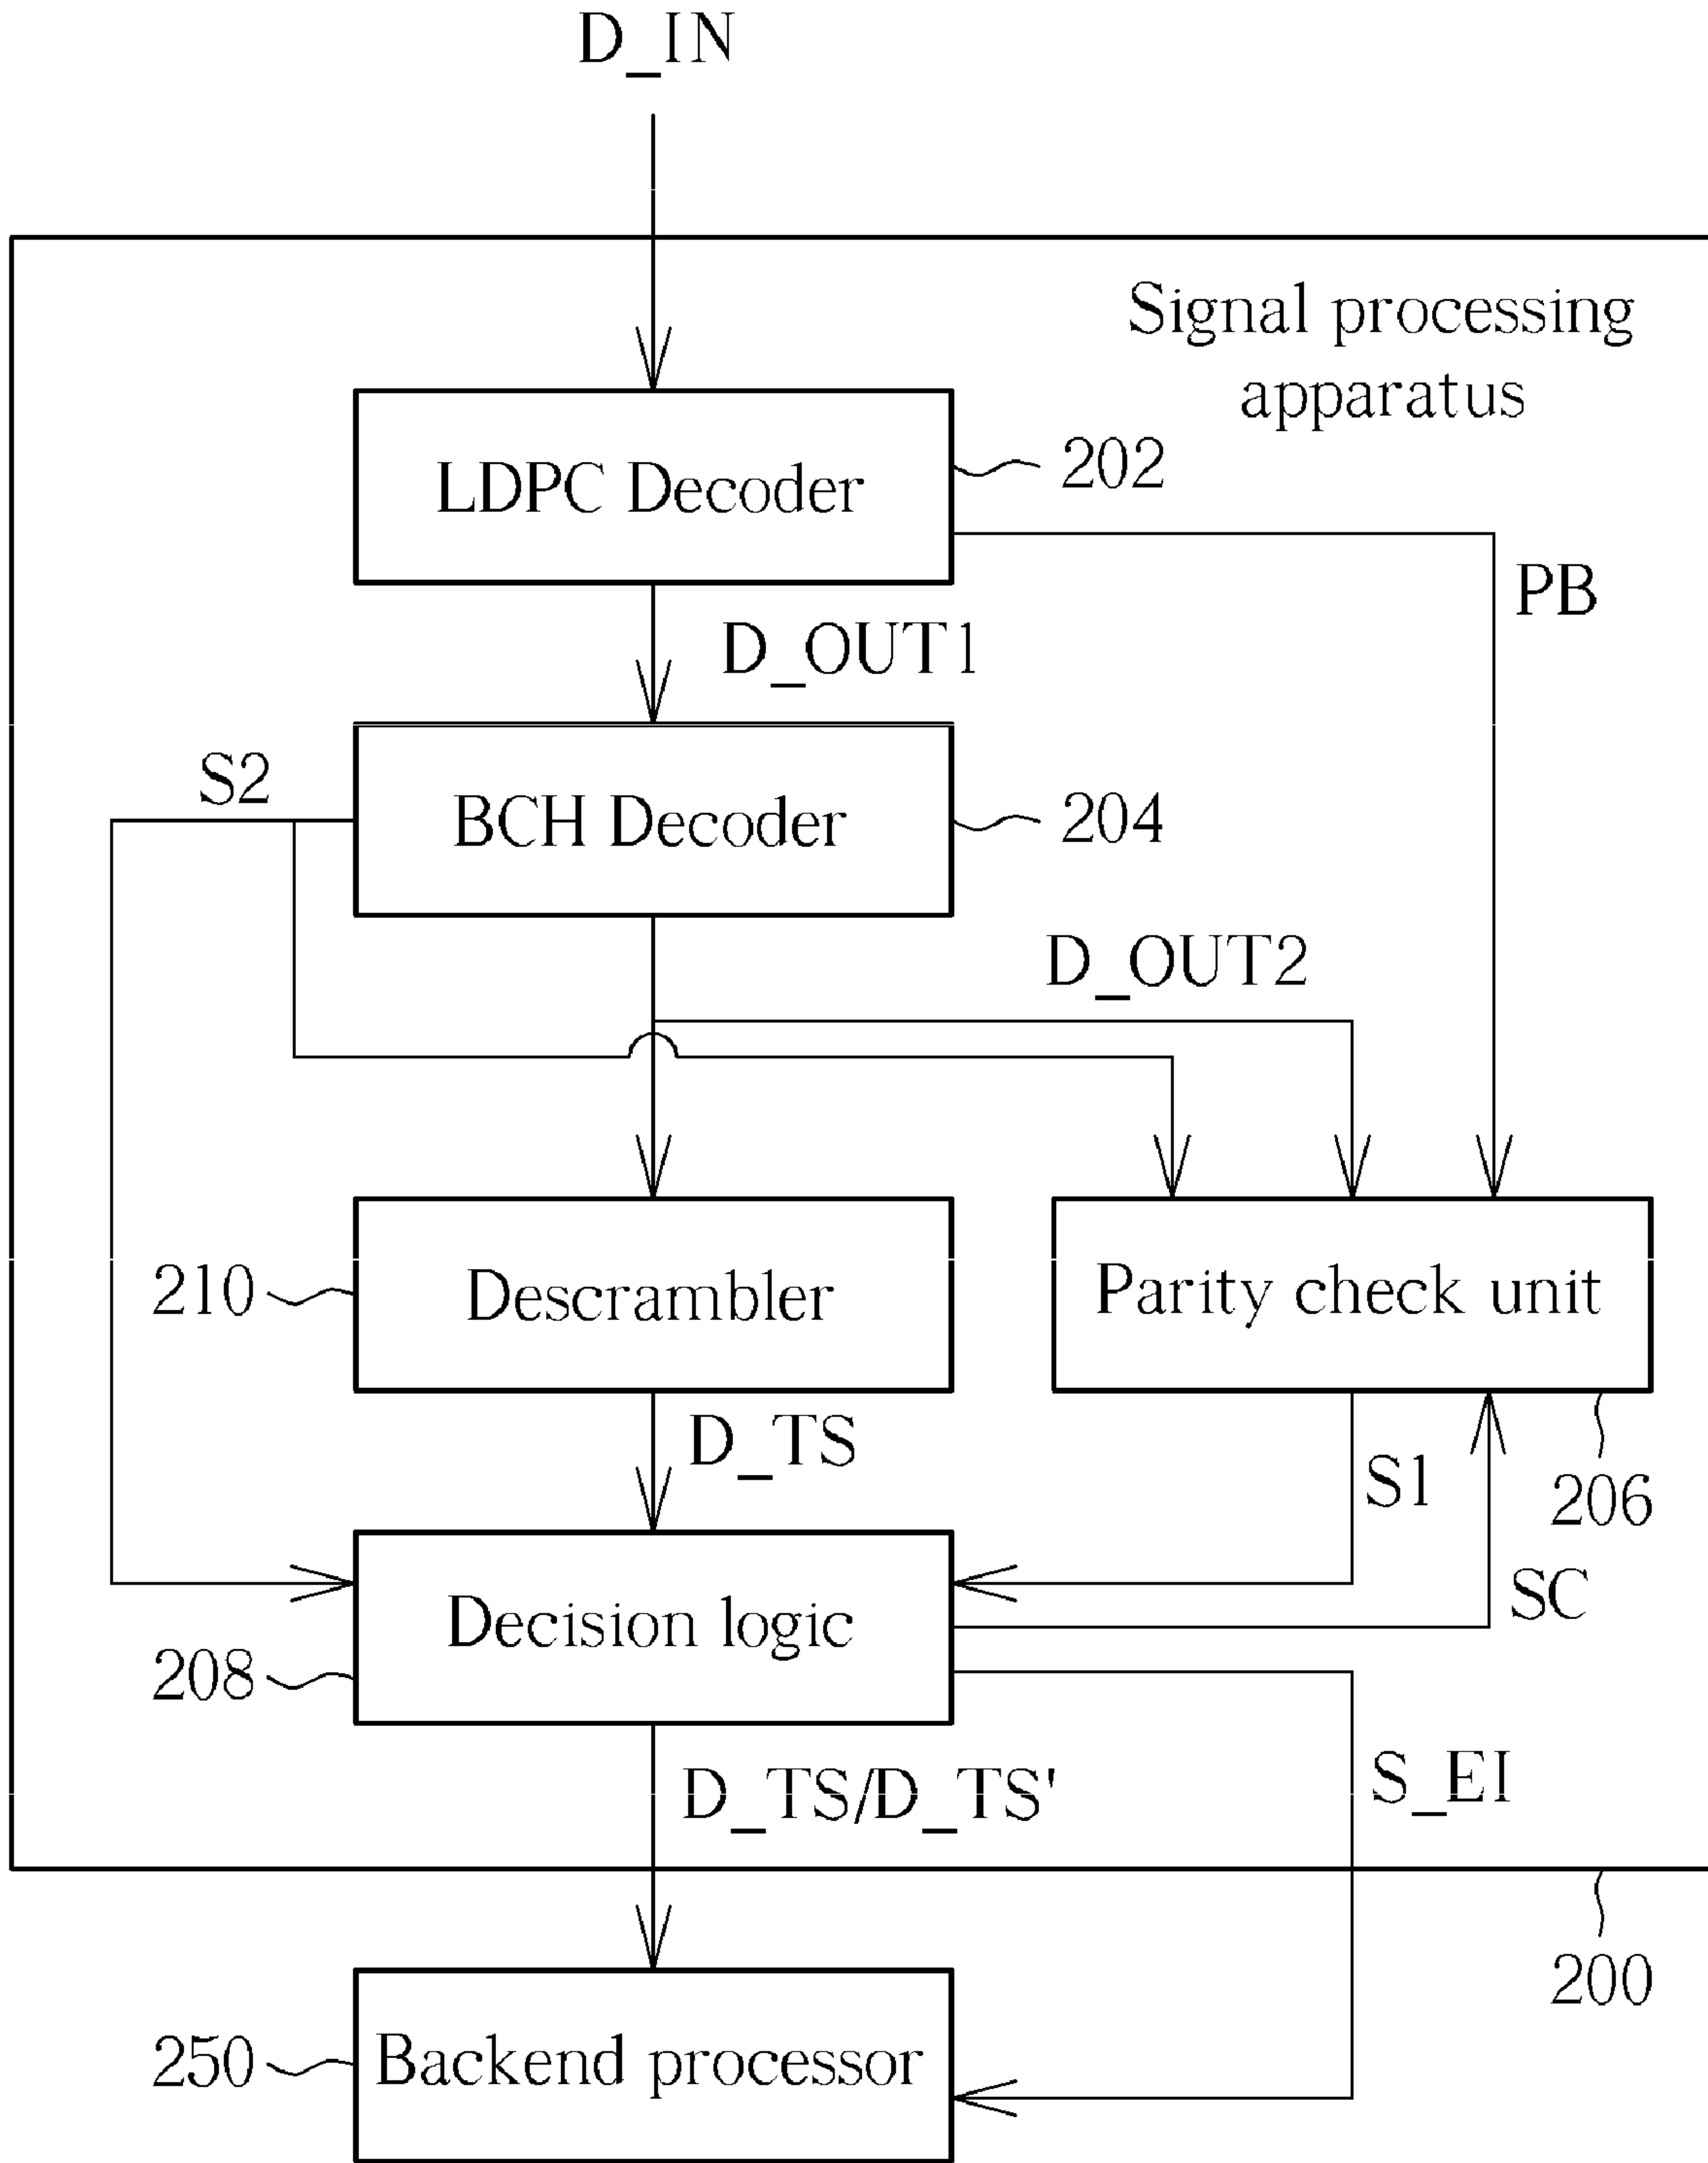 D_IN
Signal processing
apparatus
LDPC Decoder
202
PB
D_OUT1
S2
BCH Decoder
204
D_OUT2
210
Descrambler
Parity check unit
D_TS
S1
206
SC
Decision logic
208
D_TS/D_TS'
S_EI
200
250
Backend processor